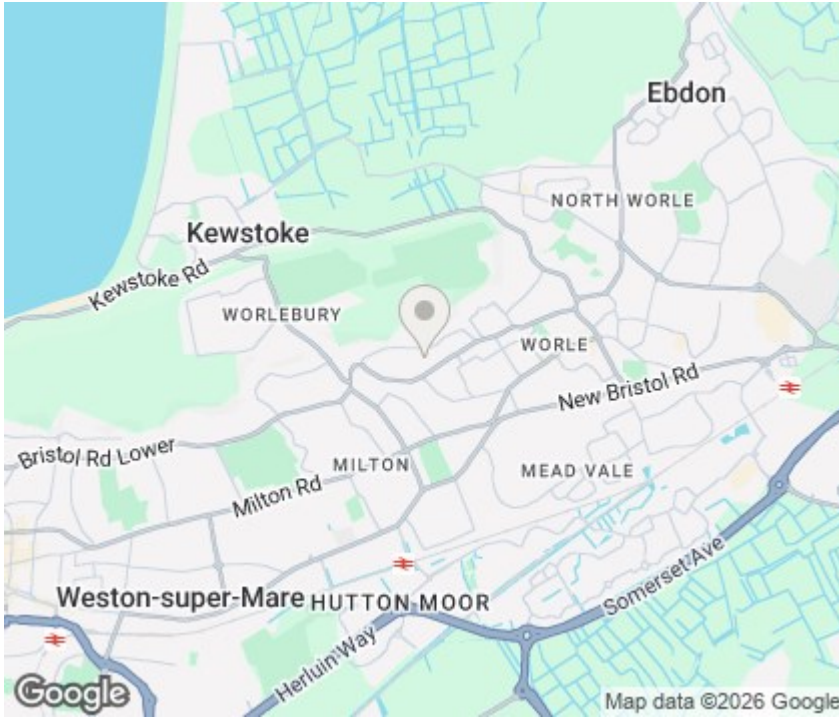 Ebdon
NORTH WORLE
Kewstoke
Kewstoke Rd
WORLEBURY
WORLE
New Bristol Rd
Bristol Rd Lower
MILTON
MEAD VALE
Milton Rd
Somerset Ave
Weston-super-Mare
HUTTON MOOR
Herluin Way
Google
Map data ©2026 Google